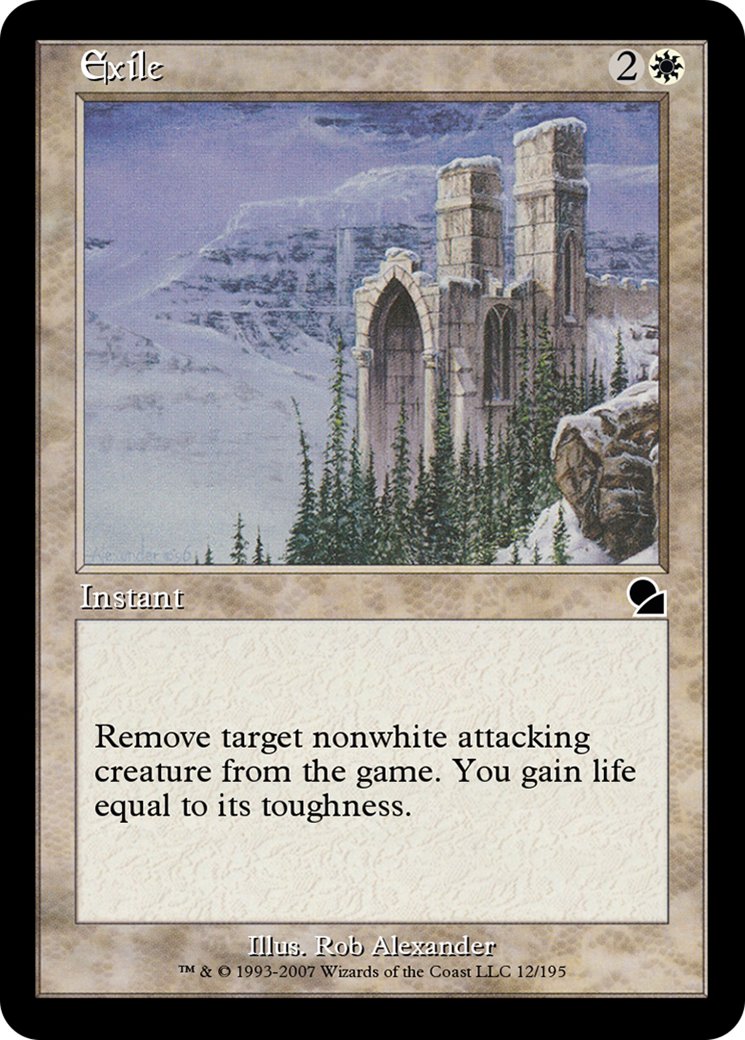 Exile 2
Alexander
Instant
Remove target nonwhite attacking
creature from the game. You gain life
equal to its toughness.
Illus. Rob Alexander
™ & © 1993-2007 Wizards of the Coast LLC 12/195